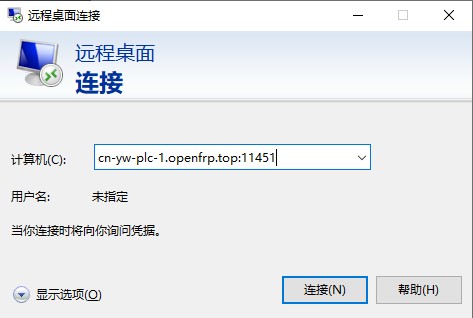 远程桌面连接
远程桌面
连接
计算机(C):
cn-yw-plc-1.openfrp.top:11451
用户名:
未指定
当你连接时将向你询问凭据。
显示选项(O)
连接(N)
帮助(H)